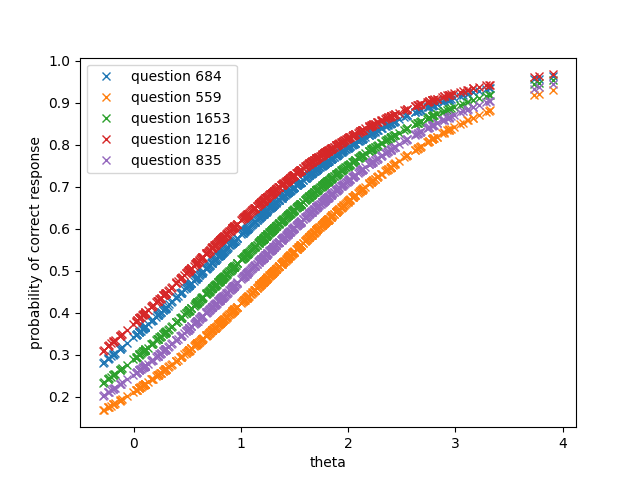 1.0
0.9
0.8
0.7
0.6
0.5
0.4
0.3
0.2
probability of correct response
question 684
question 559
question 1653
question 1216
question 835
0 1 2 3 4
theta